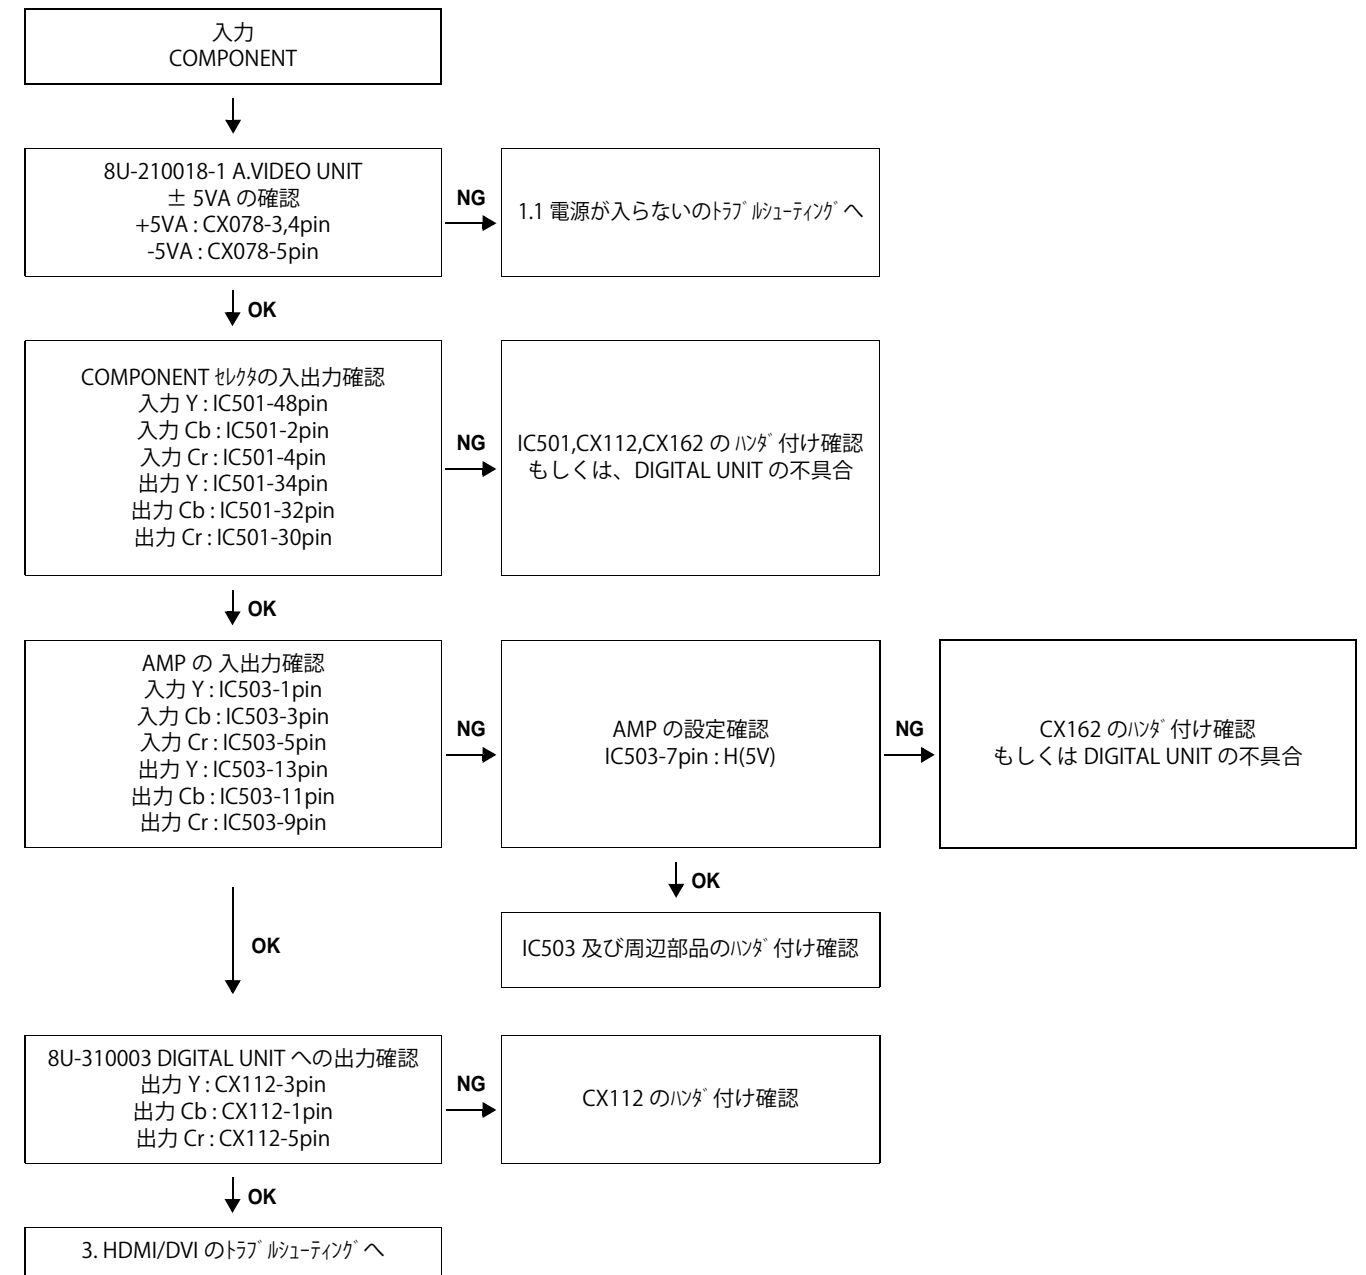 入力
COMPONENT
8U-210018-1 A.VIDEO UNIT
± 5VA の確認
+5VA : CX078-3,4pin
-5VA : CX078-5pin
NG
1.1 電源が入らないのﾄﾗﾌﾞﾙｼｭｰﾃｨﾝｸﾞへ
OK
COMPONENT ｾﾚｸﾀの入出力確認
入力 Y : IC501-48pin
入力 Cb : IC501-2pin
入力 Cr : IC501-4pin
出力 Y : IC501-34pin
出力 Cb : IC501-32pin
出力 Cr : IC501-30pin
NG
IC501,CX112,CX162 の ﾊﾝﾀﾞ付け確認
もしくは、DIGITAL UNIT の不具合
OK
AMP の 入出力確認
入力 Y : IC503-1pin
入力 Cb : IC503-3pin
入力 Cr : IC503-5pin
出力 Y : IC503-13pin
出力 Cb : IC503-11pin
出力 Cr : IC503-9pin
NG
AMP の設定確認
IC503-7pin : H(5V)
NG
CX162 のﾊﾝﾀﾞ付け確認
もしくは DIGITAL UNIT の不具合
OK
IC503 及び周辺部品のﾊﾝﾀﾞ付け確認
OK
8U-310003 DIGITAL UNIT への出力確認
出力 Y : CX112-3pin
出力 Cb : CX112-1pin
出力 Cr : CX112-5pin
NG
CX112 のﾊﾝﾀﾞ付け確認
OK
3. HDMI/DVI のﾄﾗﾌﾞﾙｼｭｰﾃｨﾝｸﾞへ